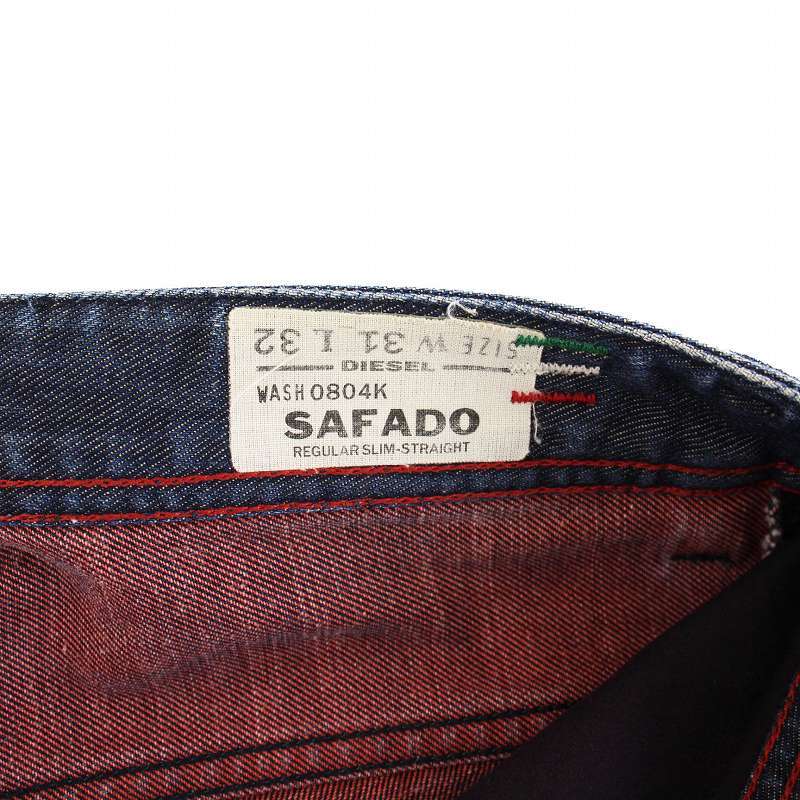 SIZE W 31 L 32
DIESEL
WASH 0804K
SAFADO
REGULAR SLIM-STRAIGHT